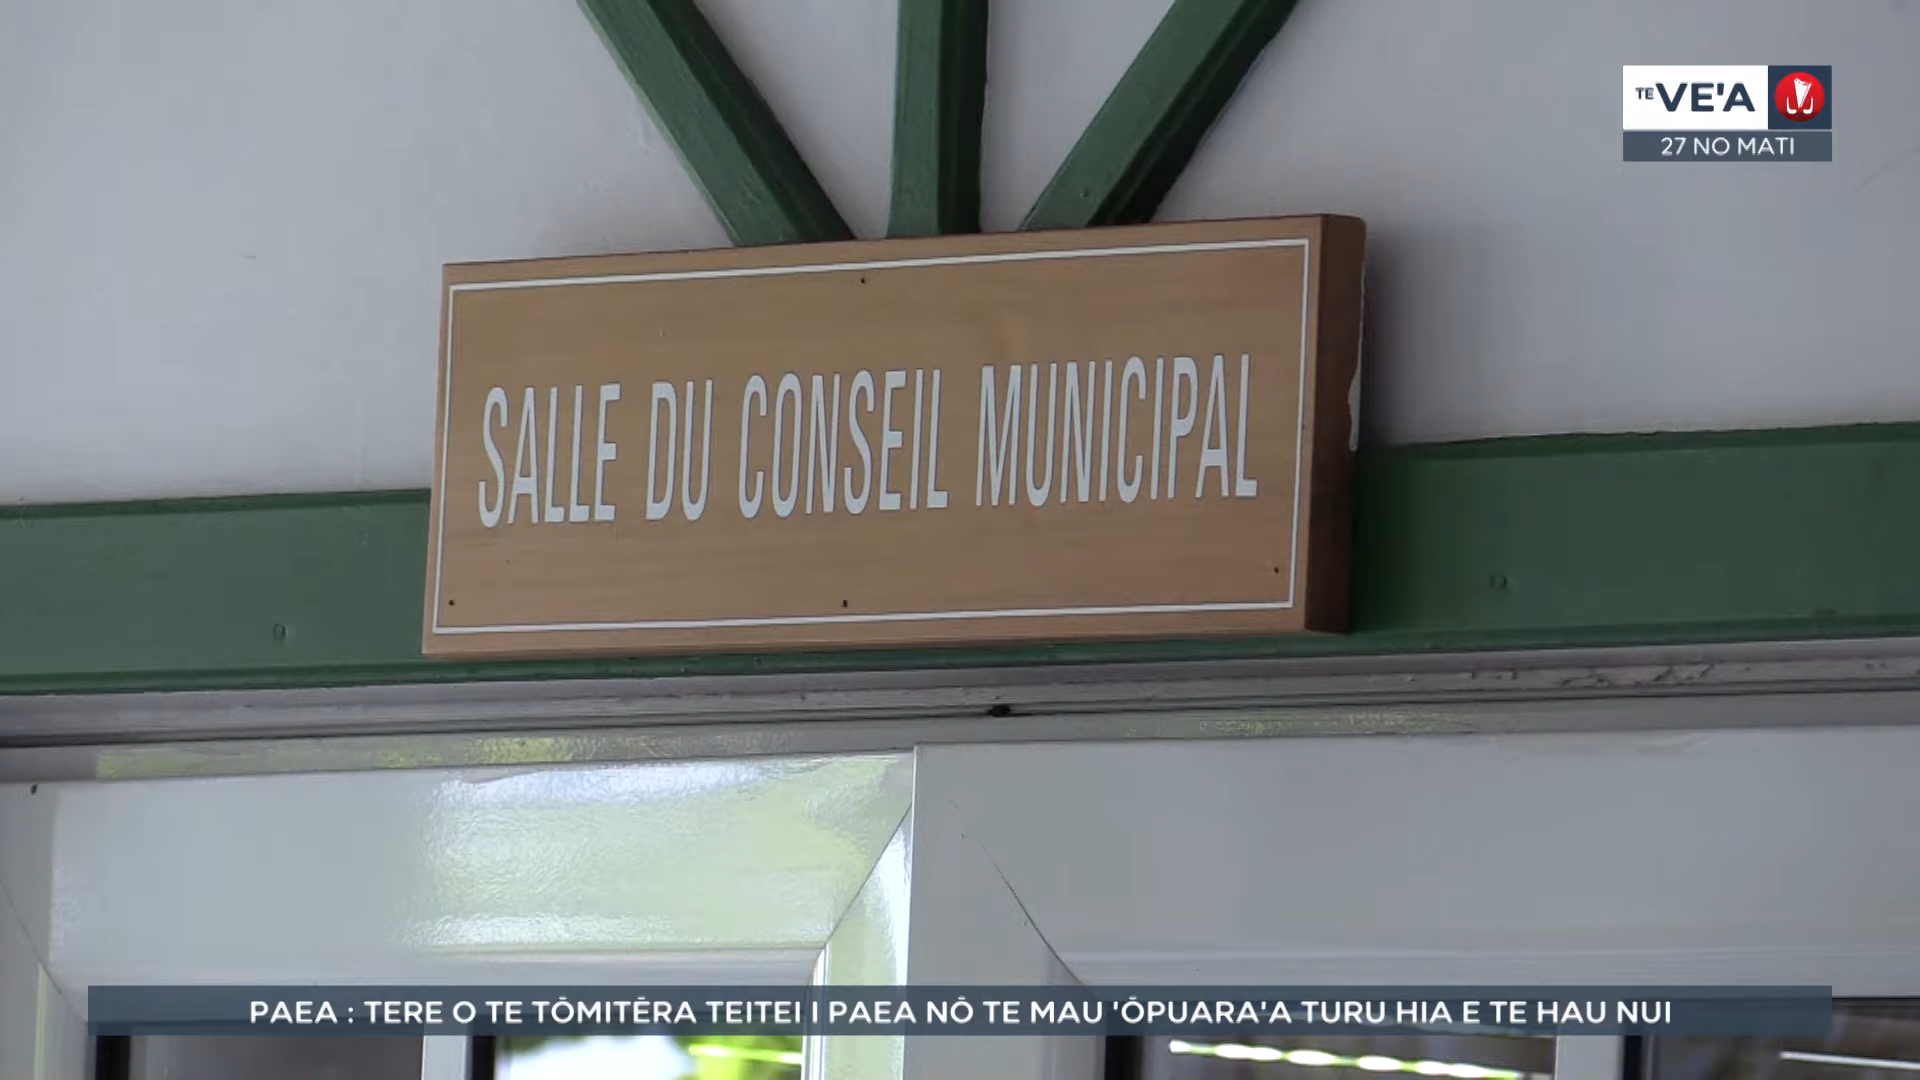 TE VE'A
27 NO MATI
SALLE DU CONSEIL MUNICIPAL
PAEA : TERE O TE TŌMITĒRA TEITEI I PAEA NŌ TE MAU 'ŌPUARA'A TURU HIA E TE HAU NUI